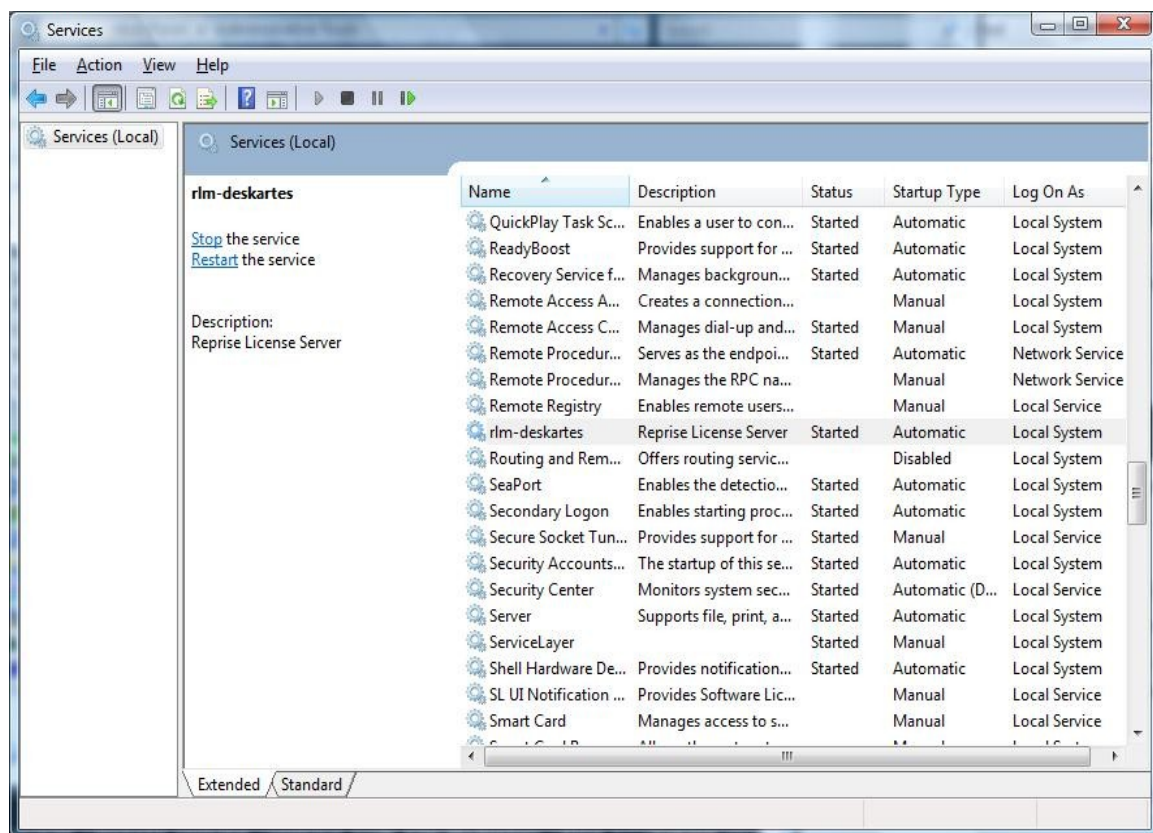 Services
File Action View Help
Services (Local)
Services (Local)
rlm-deskartes
Stop the service
Restart the service
Description:
Reprise License Server
Name Description Status Startup Type Log On As
QuickPlay Task Sc... Enables a user to con... Started Automatic Local System
ReadyBoost Provides support for ... Started Automatic Local System
Recovery Service f... Manages backgroun... Started Automatic Local System
Remote Access A... Creates a connection... Manual Local System
Remote Access C... Manages dial-up and... Started Manual Local System
Remote Procedur... Serves as the endpoi... Started Automatic Network Service
Remote Procedur... Manages the RPC na... Manual Network Service
Remote Registry Enables remote users... Manual Local Service
rlm-deskartes Reprise License Server Started Automatic Local System
Routing and Rem... Offers routing servic... Disabled Local System
SeaPort Enables the detectio... Started Automatic Local System
Secondary Logon Enables starting proc... Started Automatic Local System
Secure Socket Tun... Provides support for ... Started Manual Local Service
Security Accounts... The startup of this se... Started Automatic Local System
Security Center Monitors system sec... Started Automatic (D... Local Service
Server Supports file, print, a... Started Automatic Local System
ServiceLayer Started Manual Local System
Shell Hardware De... Provides notification... Started Automatic Local System
SL UI Notification ... Provides Software Lic... Manual Local Service
Smart Card Manages access to s... Manual Local Service
Extended Standard